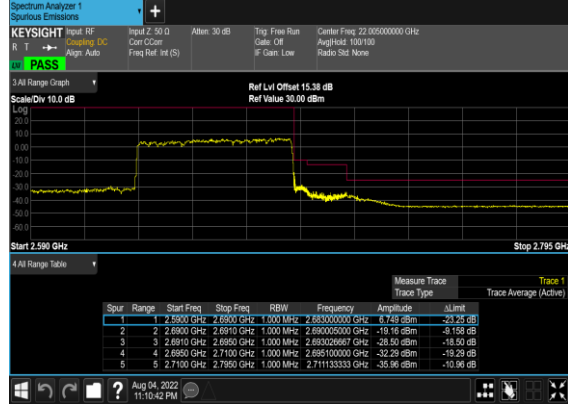 Spectrum Analyzer 1
Spurious Emissions
+
KEYSIGHT Input: RF Input Z: 50 Ω Atten: 30 dB Trig: Free Run Center Freq: 22.005000000 GHz
R T Coupling: DC Corr CCorr Gate: Off Avg|Hold: 100/100
Align: Auto Freq Ref: Int (S) IF Gain: Low Radio Std: None
PASS
3 All Range Graph
Ref Lvl Offset 15.38 dB
Scale/Div 10.0 dB Ref Value 30.00 dBm
Log
20.0
10.0
0.00
-10.0
-20.0
-30.0
-40.0
-50.0
-60.0
Start 2.590 GHz Stop 2.795 GHz
4 All Range Table
Measure Trace Trace 1
Trace Type Trace Average (Active)
Spur Range Start Freq Stop Freq RBW Frequency Amplitude ΔLimit
1 1 2.5900 GHz 2.6900 GHz 1.000 MHz 2.683000000 GHz 6.749 dBm -23.25 dB
2 2 2.6900 GHz 2.6910 GHz 1.000 MHz 2.690005000 GHz -19.16 dBm -9.158 dB
3 3 2.6910 GHz 2.6950 GHz 1.000 MHz 2.693026667 GHz -28.50 dBm -18.50 dB
4 4 2.6950 GHz 2.7100 GHz 1.000 MHz 2.695100000 GHz -32.29 dBm -19.29 dB
5 5 2.7100 GHz 2.7950 GHz 1.000 MHz 2.711133333 GHz -35.96 dBm -10.96 dB
? Aug 04, 2022
11:10:42 PM